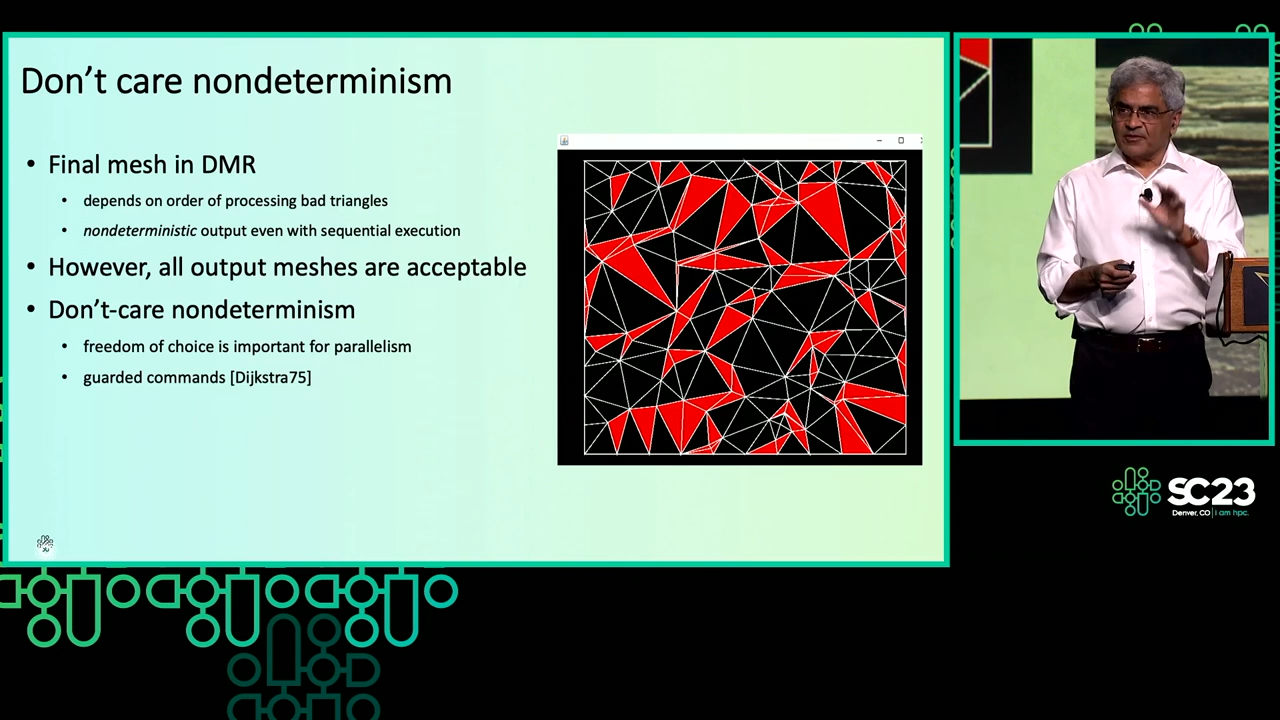 Don't care nondeterminism
• Final mesh in DMR
• depends on order of processing bad triangles
• nondeterministic output even with sequential execution
• However, all output meshes are acceptable
• Don't-care nondeterminism
• freedom of choice is important for parallelism
• guarded commands [Dijkstra75]
SC23
Denver, CO | i am hpc.